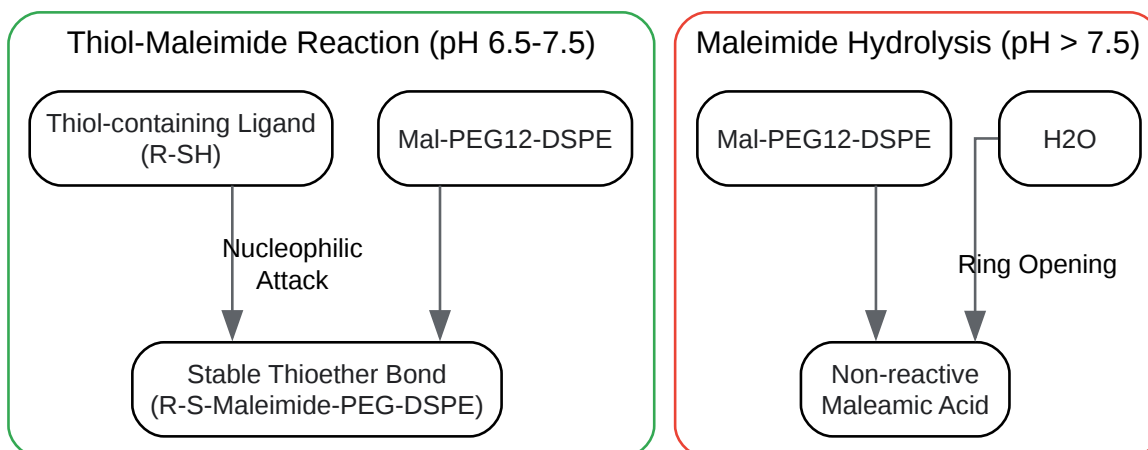 Thiol-Maleimide Reaction (pH 6.5-7.5)
Thiol-containing Ligand
(R-SH)
Mal-PEG12-DSPE
Nucleophilic
Attack
Stable Thioether Bond
(R-S-Maleimide-PEG-DSPE)
Maleimide Hydrolysis (pH > 7.5)
Mal-PEG12-DSPE
H2O
Ring Opening
Non-reactive
Maleamic Acid